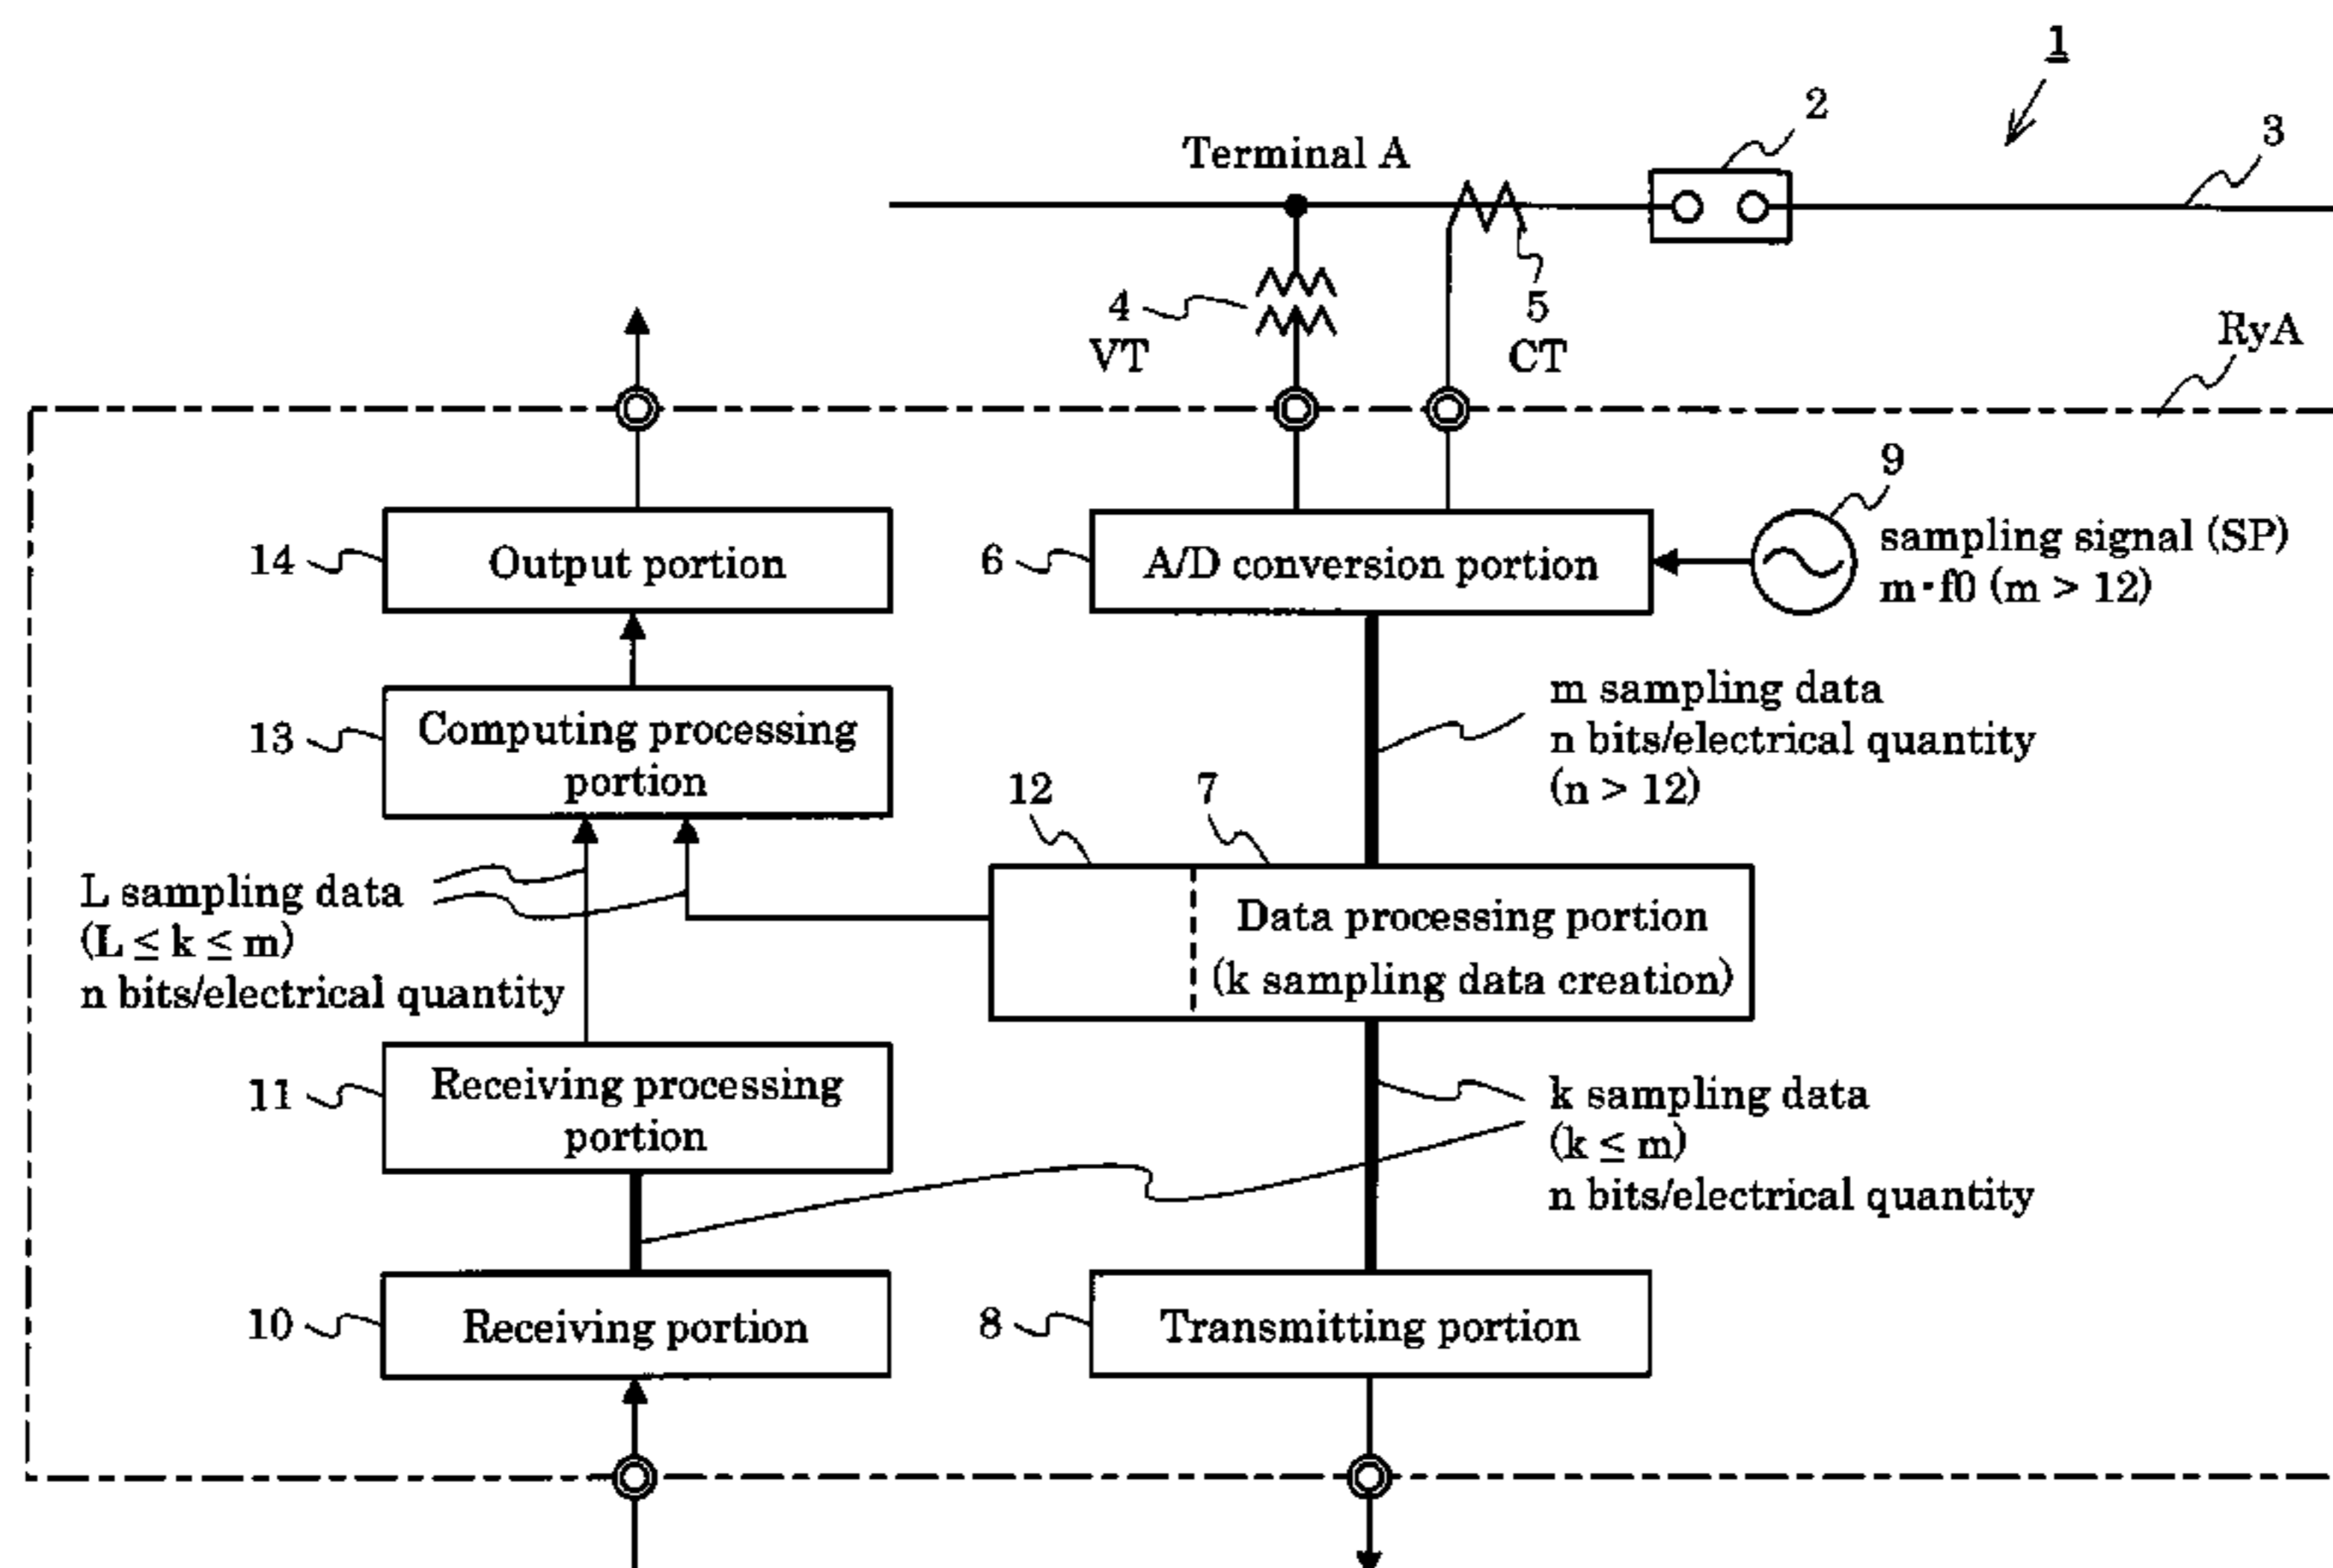 1
2
3
Terminal A
4
VT
5
CT
RyA
9
sampling signal (SP)
m·f0 (m > 12)
14
Output portion
6
A/D conversion portion
13
Computing processing
portion
m sampling data
n bits/electrical quantity
(n > 12)
12
7
L sampling data
(L ≤ k ≤ m)
n bits/electrical quantity
Data processing portion
(k sampling data creation)
11
Receiving processing
portion
k sampling data
(k ≤ m)
n bits/electrical quantity
10
Receiving portion
8
Transmitting portion